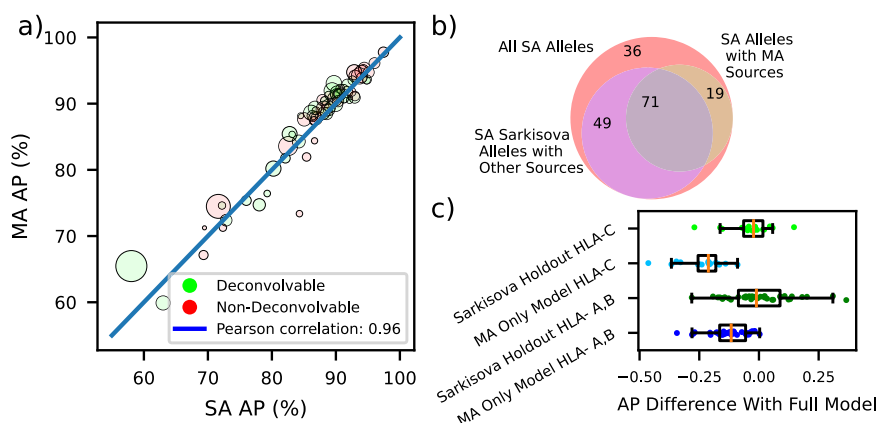 a)
MA AP (%)
100
90
80
70
60
60
70
80
90
100
SA AP (%)
Deconvolvable
Non-Deconvolvable
Pearson correlation: 0.96
b)
All SA Alleles
36
SA Alleles
with MA
Sources
19
71
49
SA Sarkisova
Alleles with
Other Sources
c)
Sarkisova Holdout HLA-C
MA Only Model HLA-C
Sarkisova Holdout HLA- A,B
MA Only Model HLA- A,B
−0.50
−0.25
0.00
0.25
AP Difference With Full Model